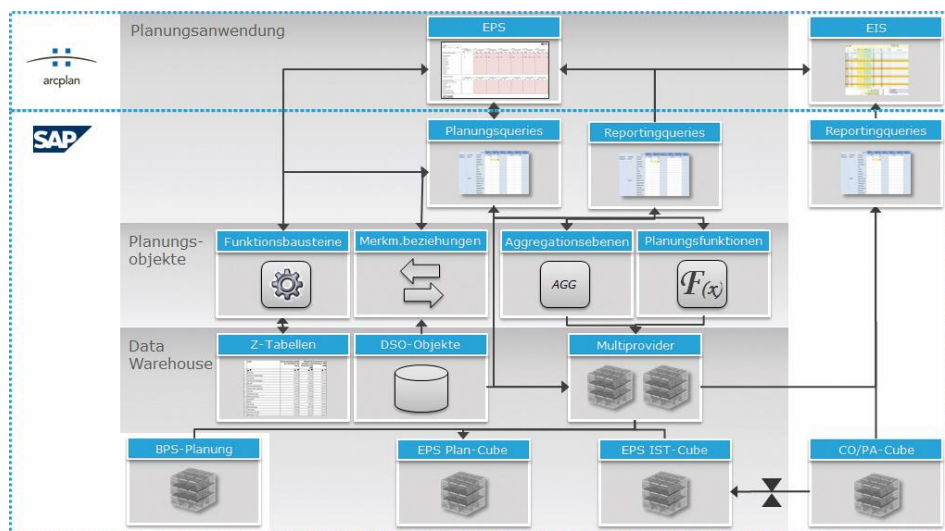 Planungsanwendung
EPS
EIS
arcplan
SAP
Planungsqueries
Reportingqueries
Reportingqueries
Planungs-
objekte
Funktionsbausteine
Merkm.beziehungen
Aggregationsebenen
Planungsfunktionen
AGG
F(x)
Data
Warehouse
Z-Tabellen
DSO-Objekte
Multiprovider
BPS-Planung
EPS Plan-Cube
EPS IST-Cube
CO/PA-Cube